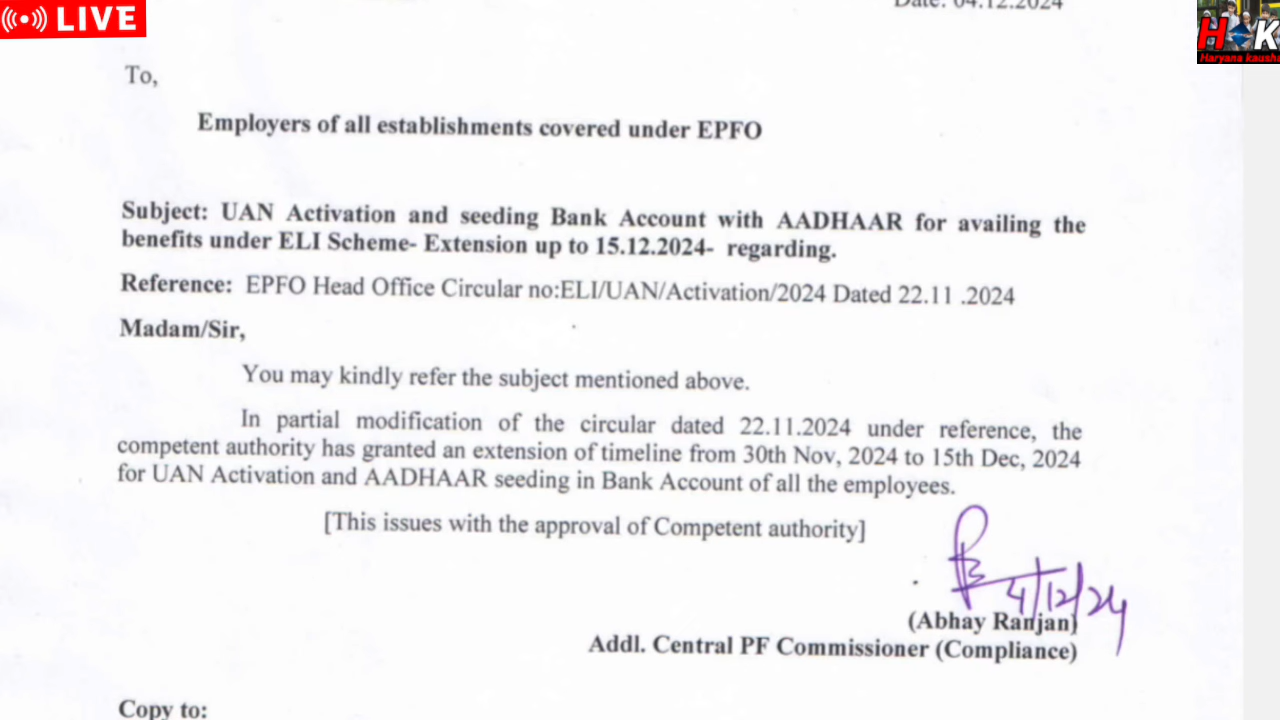 LIVE
Date: 04.12.2024
H K
Haryana kausha
To,
Employers of all establishments covered under EPFO
Subject: UAN Activation and seeding Bank Account with AADHAAR for availing the
benefits under ELI Scheme- Extension up to 15.12.2024- regarding.
Reference: EPFO Head Office Circular no:ELI/UAN/Activation/2024 Dated 22.11 .2024
Madam/Sir,
You may kindly refer the subject mentioned above.
In partial modification of the circular dated 22.11.2024 under reference, the
competent authority has granted an extension of timeline from 30th Nov, 2024 to 15th Dec, 2024
for UAN Activation and AADHAAR seeding in Bank Account of all the employees.
[This issues with the approval of Competent authority]
4/12/24
(Abhay Ranjan)
Addl. Central PF Commissioner (Compliance)
Copy to: